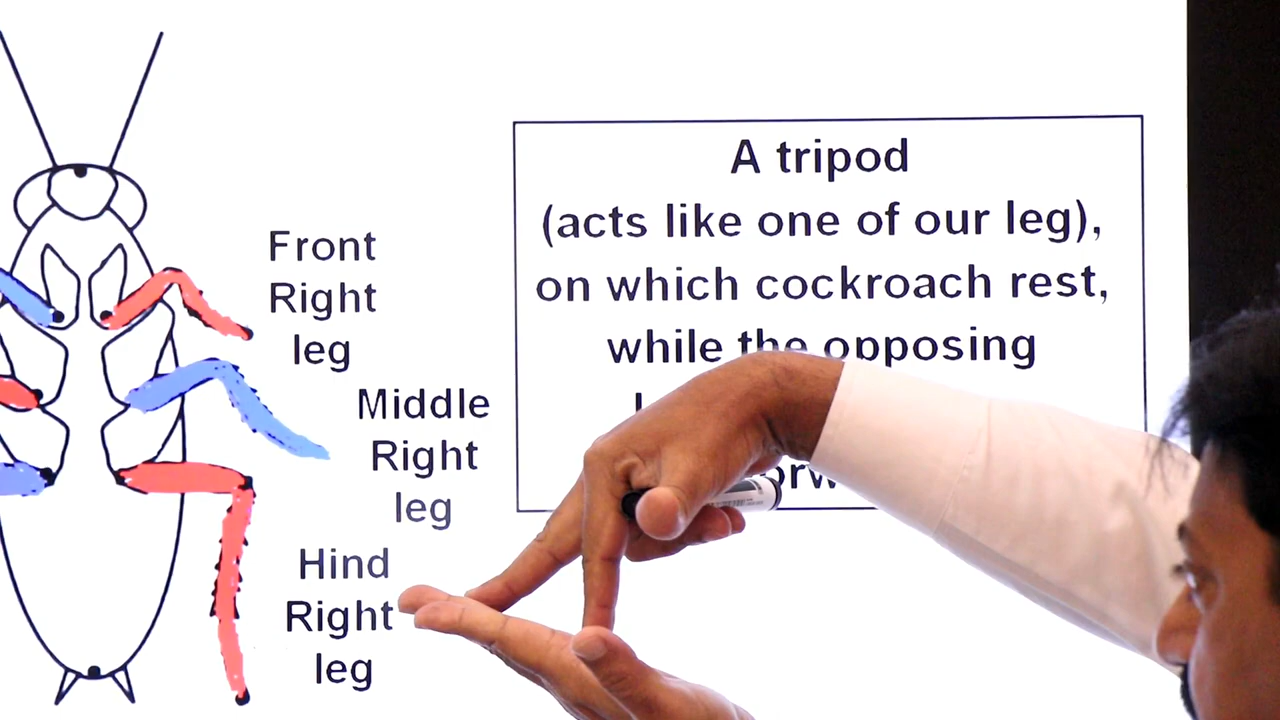 Front
Right
leg
Middle
Right
leg
Hind
Right
leg
A tripod
(acts like one of our leg),
on which cockroach rest,
while the opposing